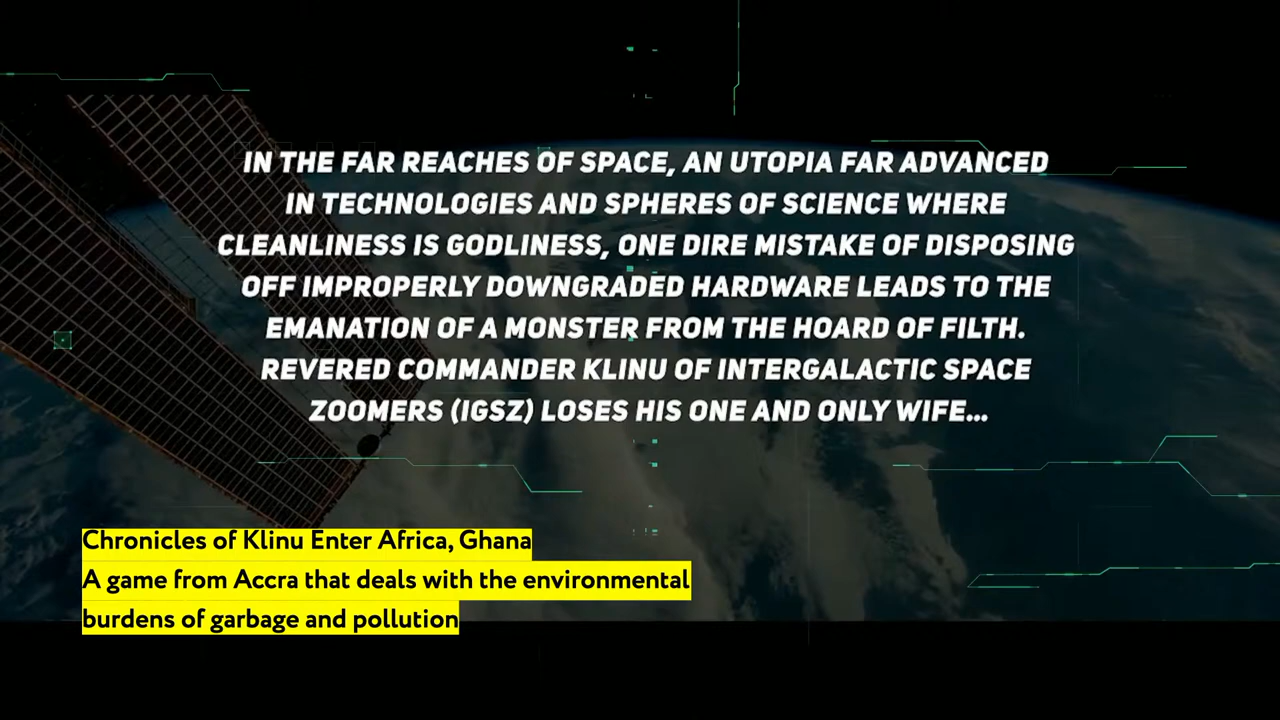 IN THE FAR REACHES OF SPACE, AN UTOPIA FAR ADVANCED
IN TECHNOLOGIES AND SPHERES OF SCIENCE WHERE
CLEANLINESS IS GODLINESS, ONE DIRE MISTAKE OF DISPOSING
OFF IMPROPERLY DOWNGRADED HARDWARE LEADS TO THE
EMANATION OF A MONSTER FROM THE HOARD OF FILTH.
REVERED COMMANDER KLINU OF INTERGALACTIC SPACE
ZOOMERS (IGSZ) LOSES HIS ONE AND ONLY WIFE...
Chronicles of Klinu Enter Africa, Ghana
A game from Accra that deals with the environmental
burdens of garbage and pollution